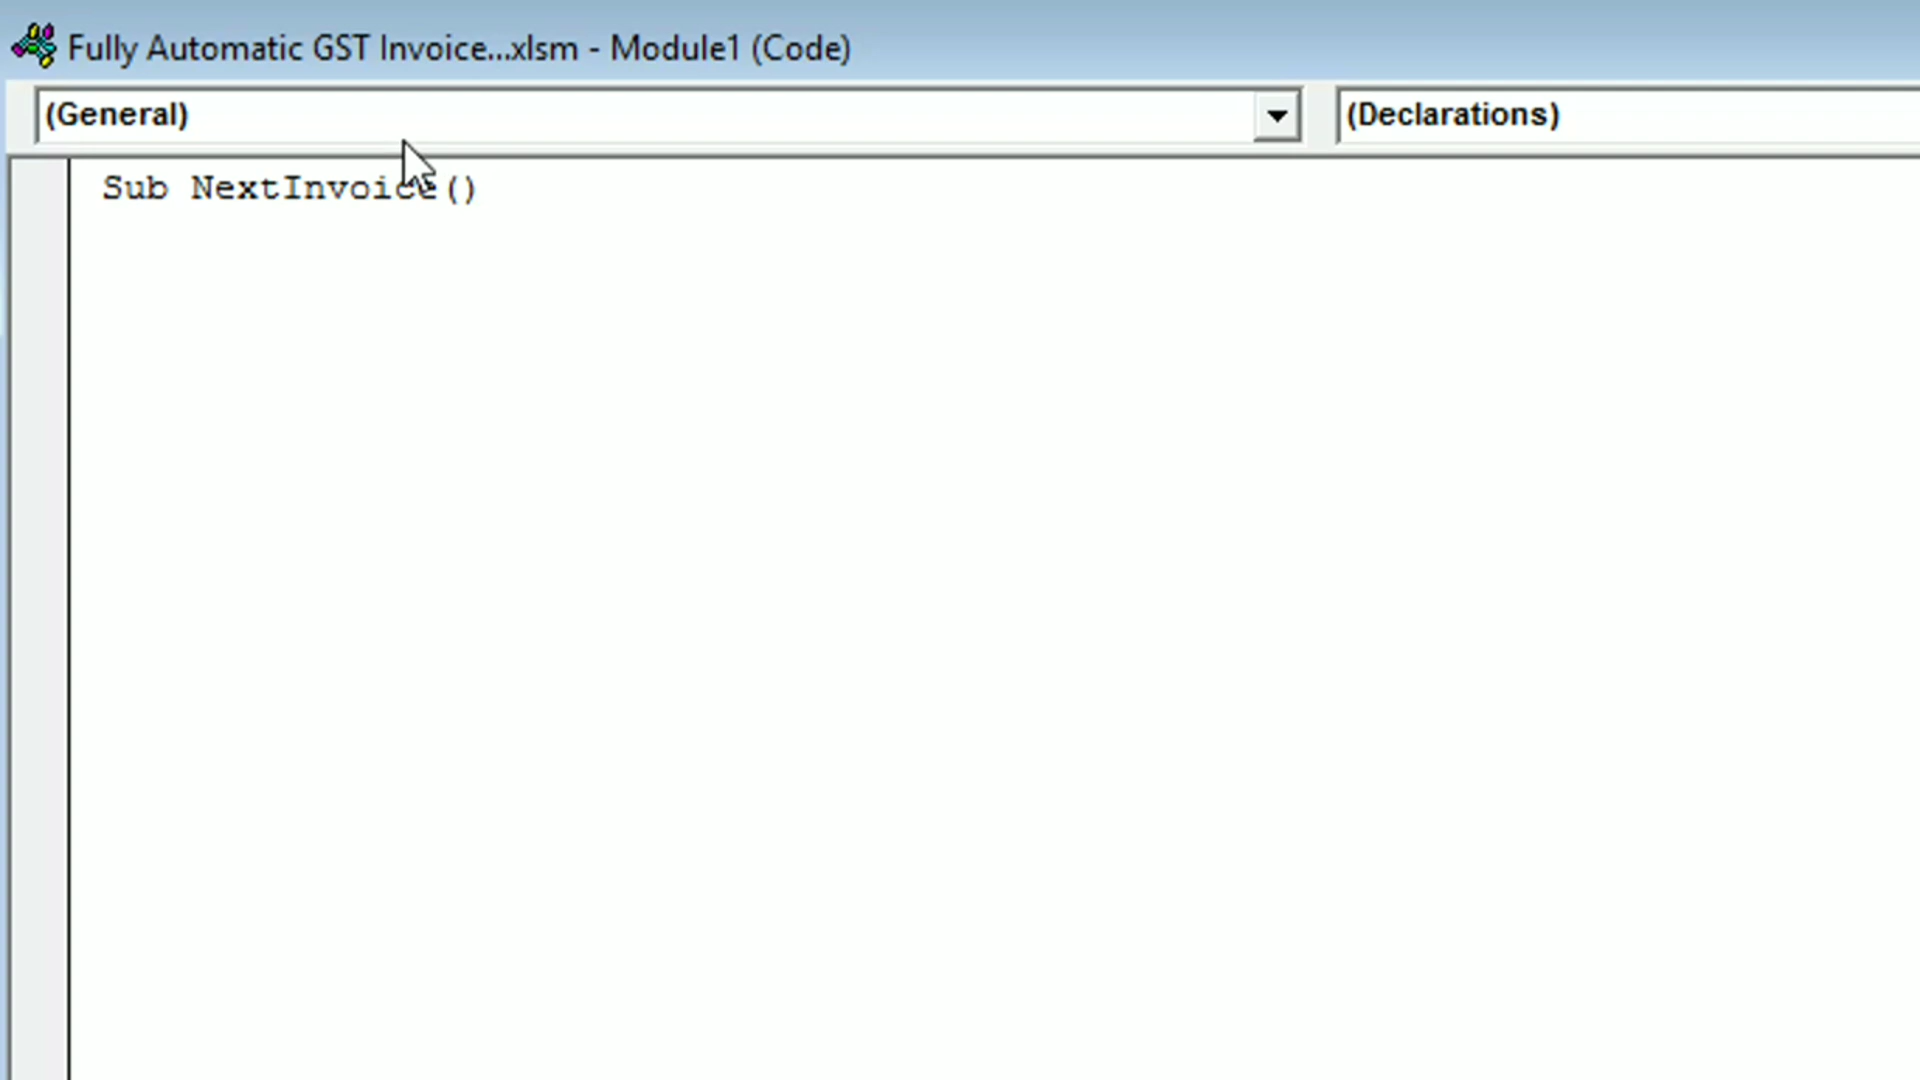 Fully Automatic GST Invoice...xlsm - Module1 (Code)
(General)
(Declarations)
Sub NextInvoice()